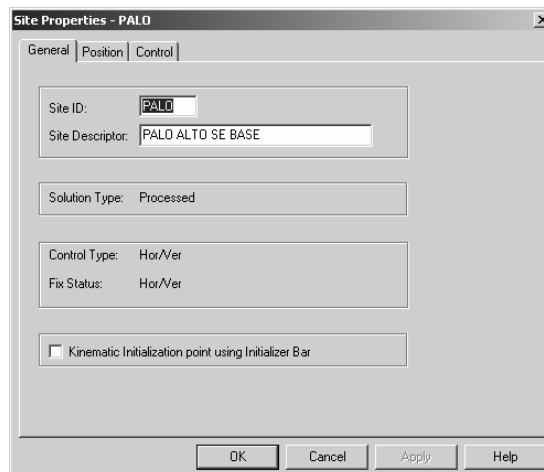 Site Properties - PALO
General Position Control
Site ID: PALO
Site Descriptor: PALO ALTO SE BASE
Solution Type: Processed
Control Type: Hor/Ver
Fix Status: Hor/Ver
Kinematic Initialization point using Initializer Bar
OK Cancel Apply Help